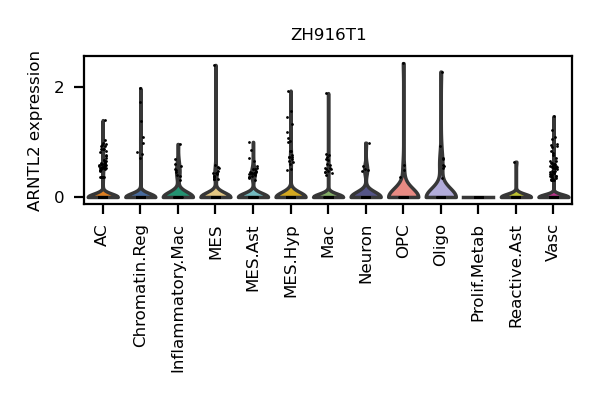 ZH916T1
ARNTL2 expression
2
0
AC
Chromatin.Reg
Inflammatory.Mac
MES
MES.Ast
MES.Hyp
Mac
Neuron
OPC
Oligo
Prolif.Metab
Reactive.Ast
Vasc